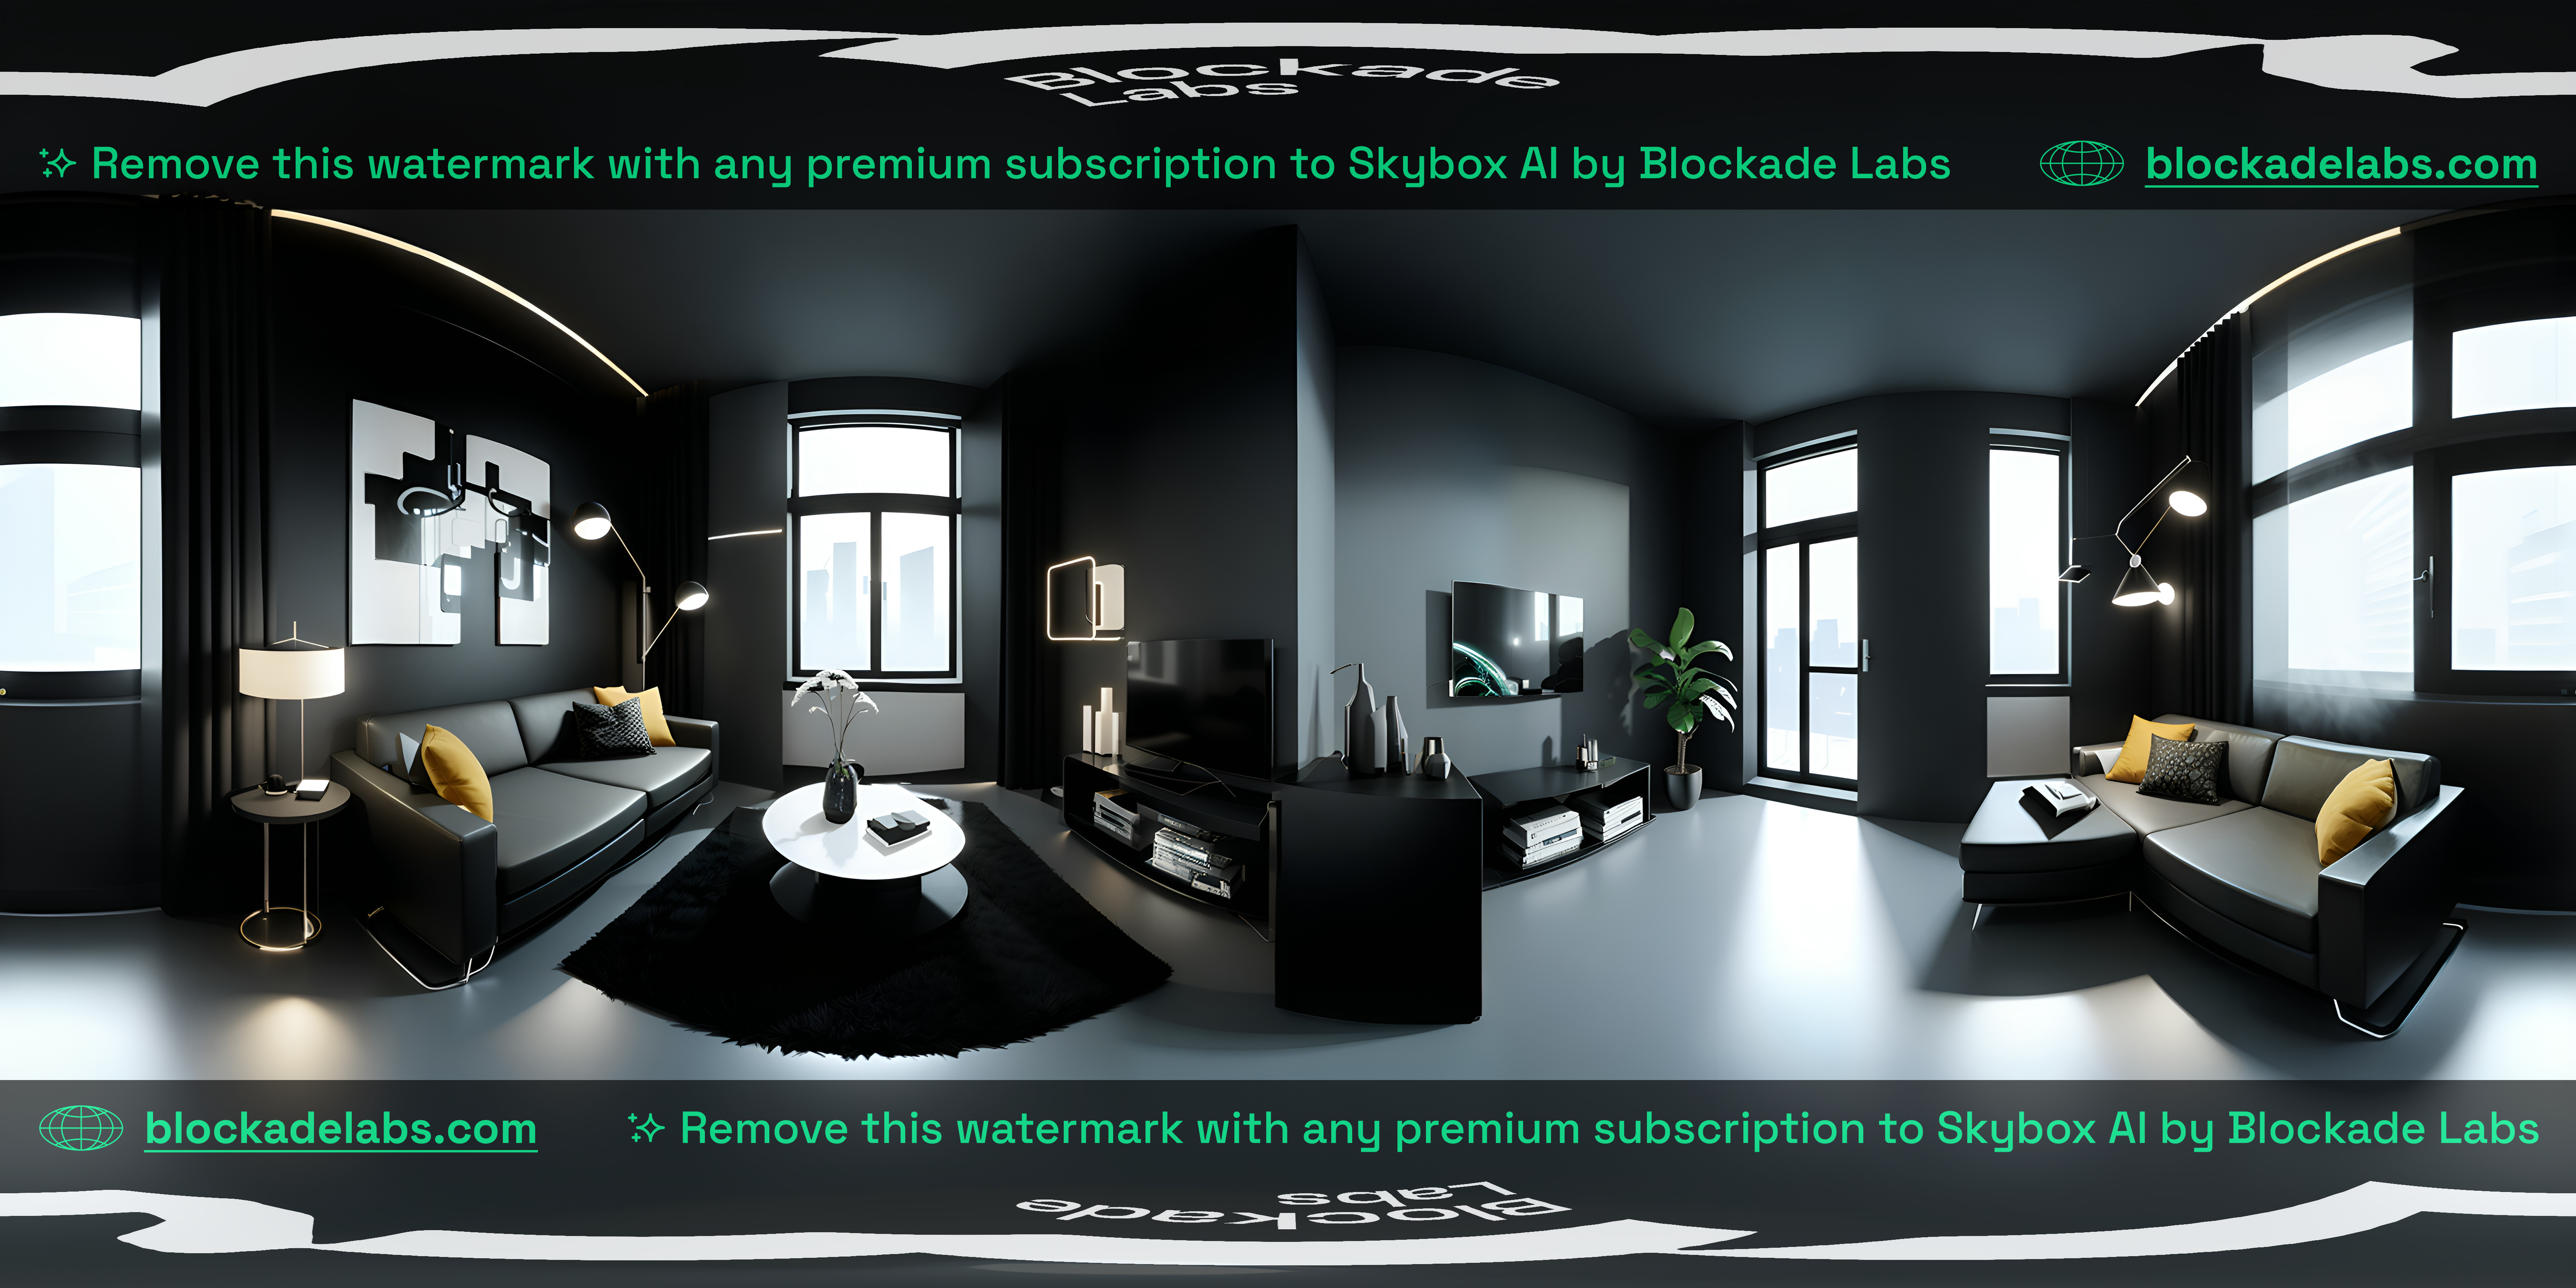 Blockade
Labs
Remove this watermark with any premium subscription to Skybox AI by Blockade Labs
blockadelabs.com
blockadelabs.com
Remove this watermark with any premium subscription to Skybox AI by Blockade Labs
Labs
Blockade